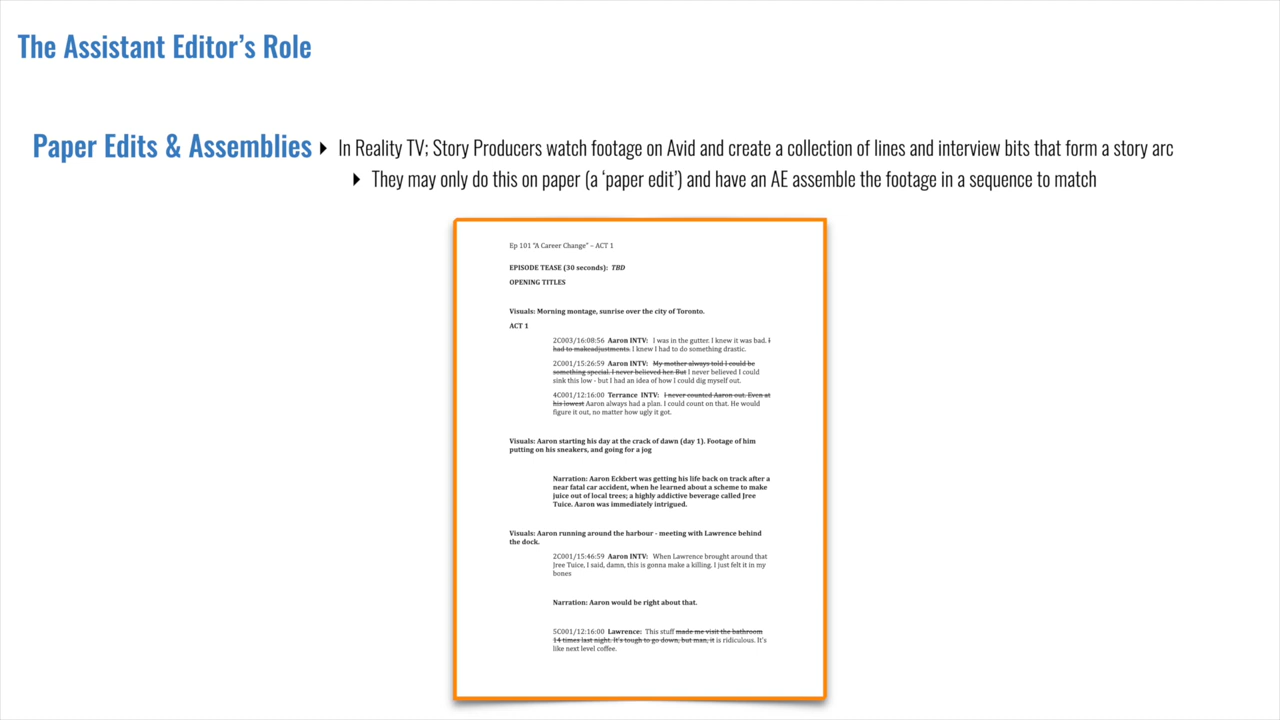 The Assistant Editor’s Role
Paper Edits & Assemblies
In Reality TV; Story Producers watch footage on Avid and create a collection of lines and interview bits that form a story arc
They may only do this on paper (a ‘paper edit’) and have an AE assemble the footage in a sequence to match
Ep 101 "A Career Change" – ACT 1
EPISODE TEASE (30 seconds): TBD
OPENING TITLES
Visuals: Morning montage, sunrise over the city of Toronto.
ACT 1
2C003/16:08:56 Aaron INTV: I was in the gutter. I knew it was bad. I
had to makeadjustments. I knew I had to do something drastic.
2C001/15:26:59 Aaron INTV: My mother always told I could be
something special. I never believed her. But I never believed I could
sink this low - but I had an idea of how I could dig myself out.
4C001/12:16:00 Terrance INTV: I never counted Aaron out. Even at
his lowest Aaron always had a plan. I could count on that. He would
figure it out, no matter how ugly it got.
Visuals: Aaron starting his day at the crack of dawn (day 1). Footage of him
putting on his sneakers, and going for a jog
Narration: Aaron Eckbert was getting his life back on track after a
near fatal car accident, when he learned about a scheme to make
juice out of local trees; a highly addictive beverage called Jree
Tuice. Aaron was immediately intrigued.
Visuals: Aaron running around the harbour - meeting with Lawrence behind
the dock.
2C001/15:46:59 Aaron INTV: When Lawrence brought around that
Jree Tuice, I said, damn, this is gonna make a killing. I just felt it in my
bones
Narration: Aaron would be right about that.
5C001/12:16:00 Lawrence: This stuff made me visit the bathroom
14 times last night. It's tough to go down, but man, it is ridiculous. It's
like next level coffee.